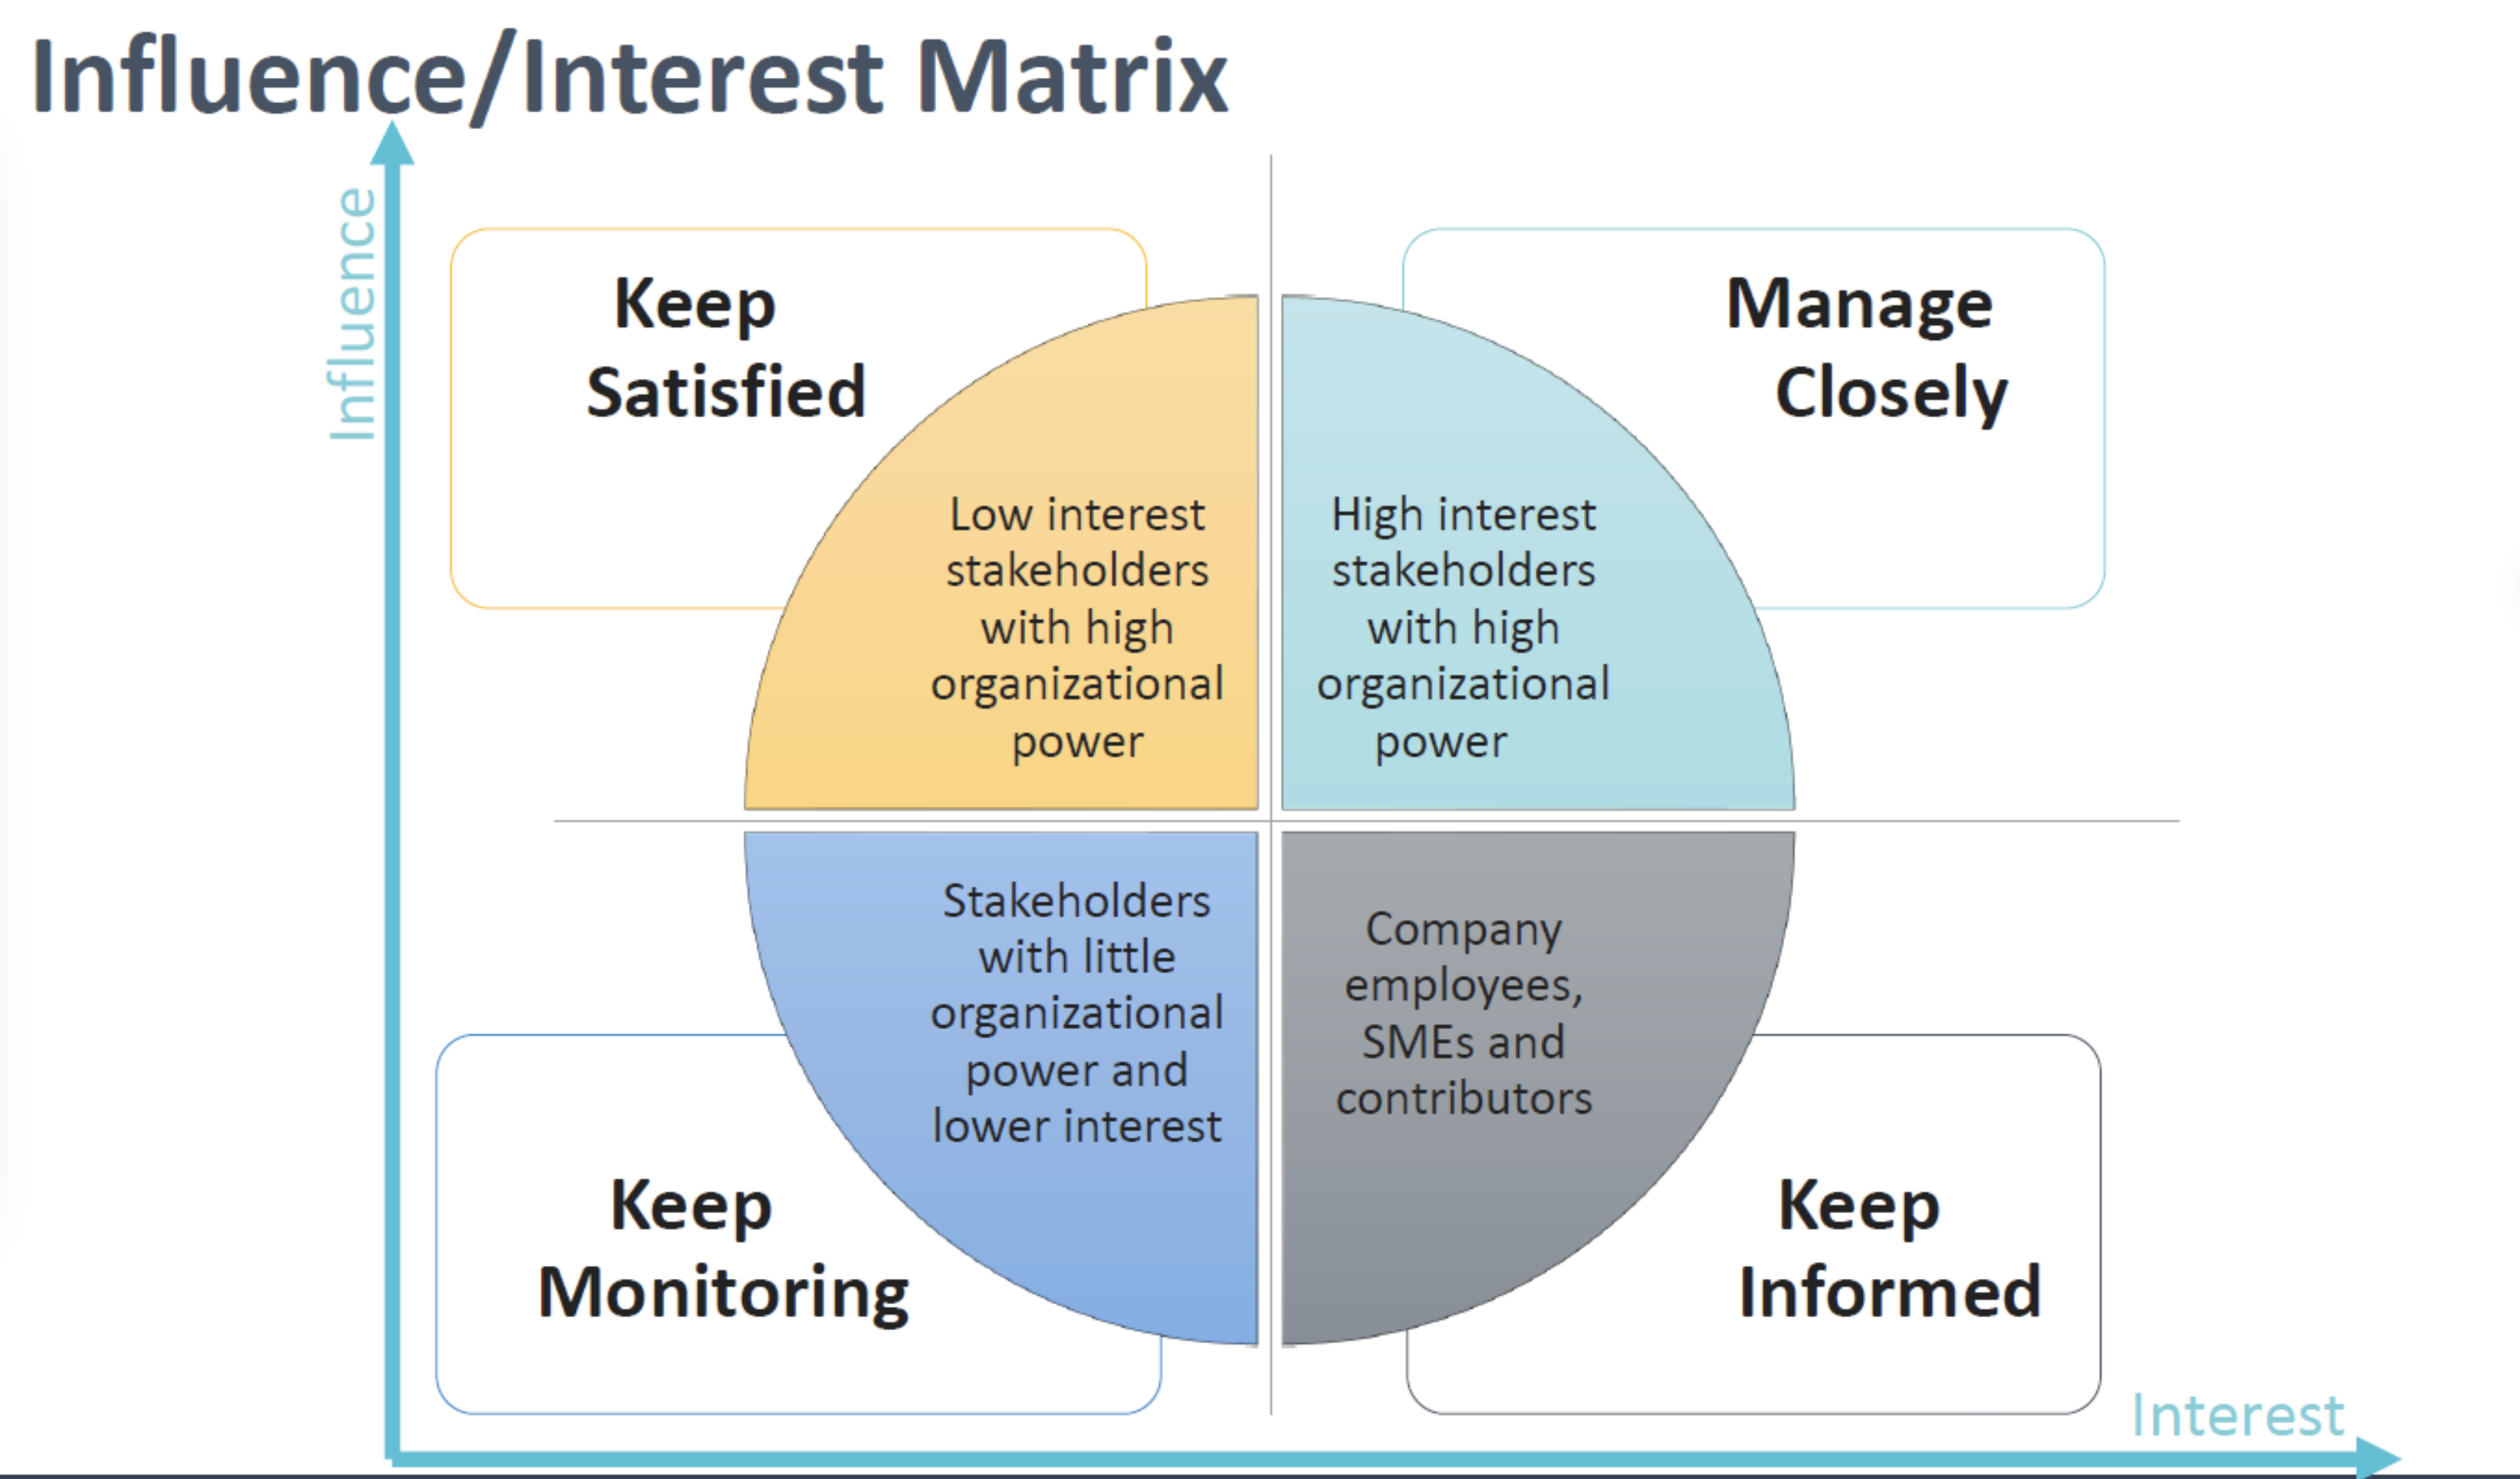 Influence/Interest Matrix
Influence
Keep
Satisfied
Low interest
stakeholders
with high
organizational
power
Manage
Closely
High interest
stakeholders
with high
organizational
power
Stakeholders
with little
organizational
power and
lower interest
Keep
Monitoring
Company
employees,
SMEs and
contributors
Keep
Informed
Interest